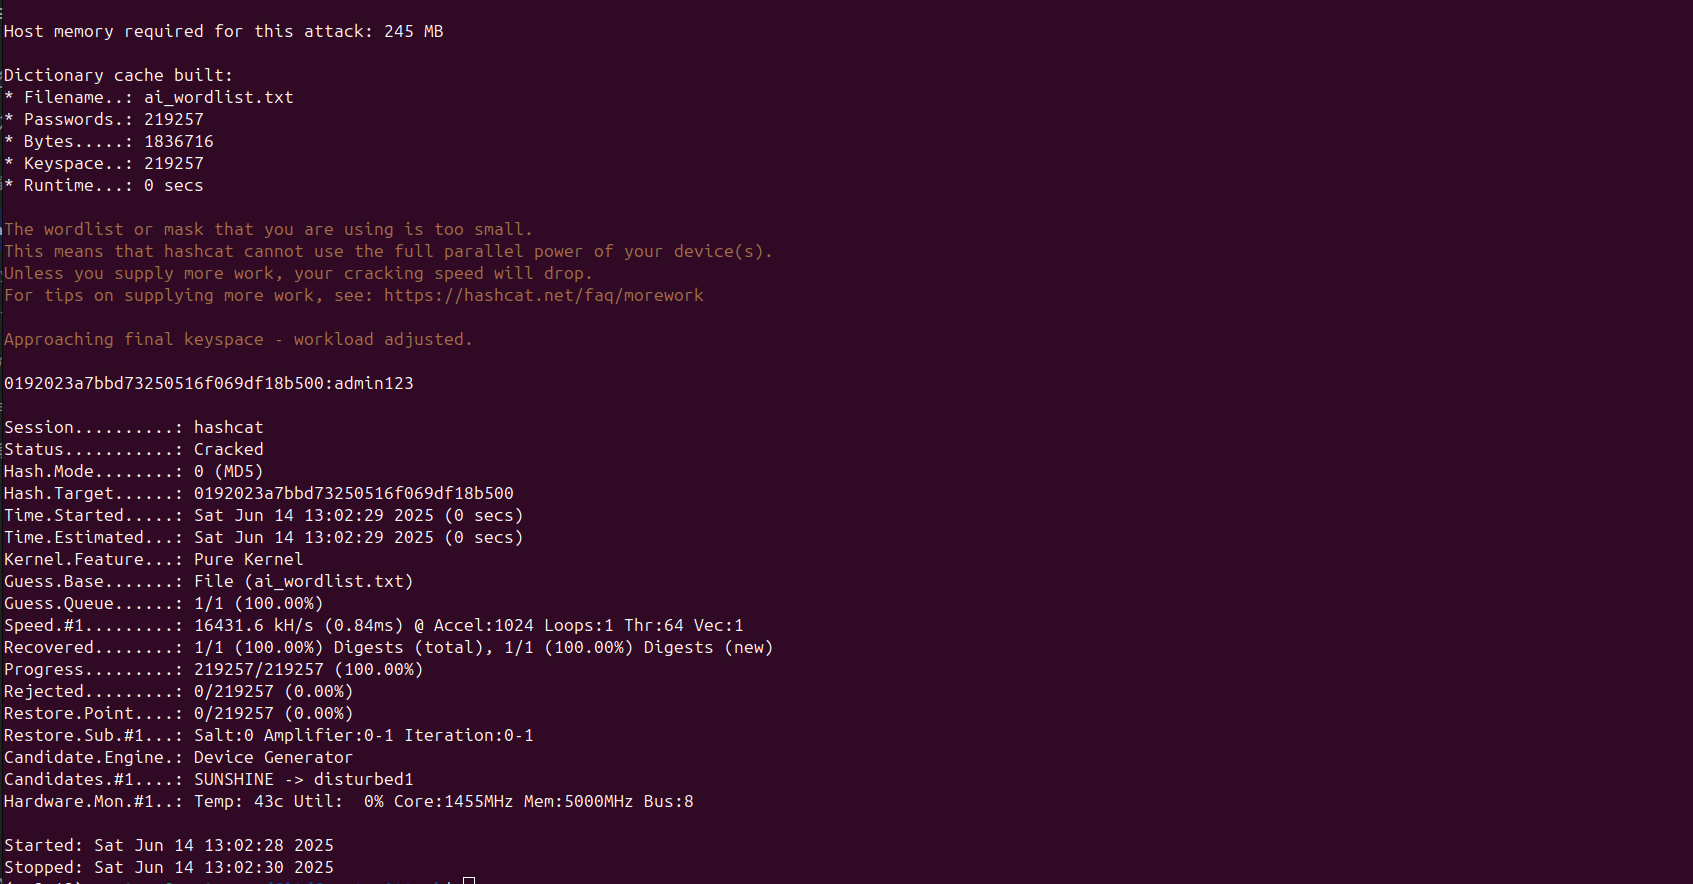 Host memory required for this attack: 245 MB
Dictionary cache built:
* Filename..: ai_wordlist.txt
* Passwords.: 219257
* Bytes.....: 1836716
* Keyspace..: 219257
* Runtime...: 0 secs
The wordlist or mask that you are using is too small.
This means that hashcat cannot use the full parallel power of your device(s).
Unless you supply more work, your cracking speed will drop.
For tips on supplying more work, see: https://hashcat.net/faq/morework
Approaching final keyspace - workload adjusted.
0192023a7bbd73250516f069df18b500:admin123
Session..........: hashcat
Status...........: Cracked
Hash.Mode........: 0 (MD5)
Hash.Target......: 0192023a7bbd73250516f069df18b500
Time.Started.....: Sat Jun 14 13:02:29 2025 (0 secs)
Time.Estimated...: Sat Jun 14 13:02:29 2025 (0 secs)
Kernel.Feature...: Pure Kernel
Guess.Base.......: File (ai_wordlist.txt)
Guess.Queue......: 1/1 (100.00%)
Speed.#1.........: 16431.6 kH/s (0.84ms) @ Accel:1024 Loops:1 Thr:64 Vec:1
Recovered........: 1/1 (100.00%) Digests (total), 1/1 (100.00%) Digests (new)
Progress.........: 219257/219257 (100.00%)
Rejected.........: 0/219257 (0.00%)
Restore.Point....: 0/219257 (0.00%)
Restore.Sub.#1...: Salt:0 Amplifier:0-1 Iteration:0-1
Candidate.Engine.: Device Generator
Candidates.#1....: SUNSHINE -> disturbed1
Hardware.Mon.#1..: Temp: 43c Util:  0% Core:1455MHz Mem:5000MHz Bus:8
Started: Sat Jun 14 13:02:28 2025
Stopped: Sat Jun 14 13:02:30 2025